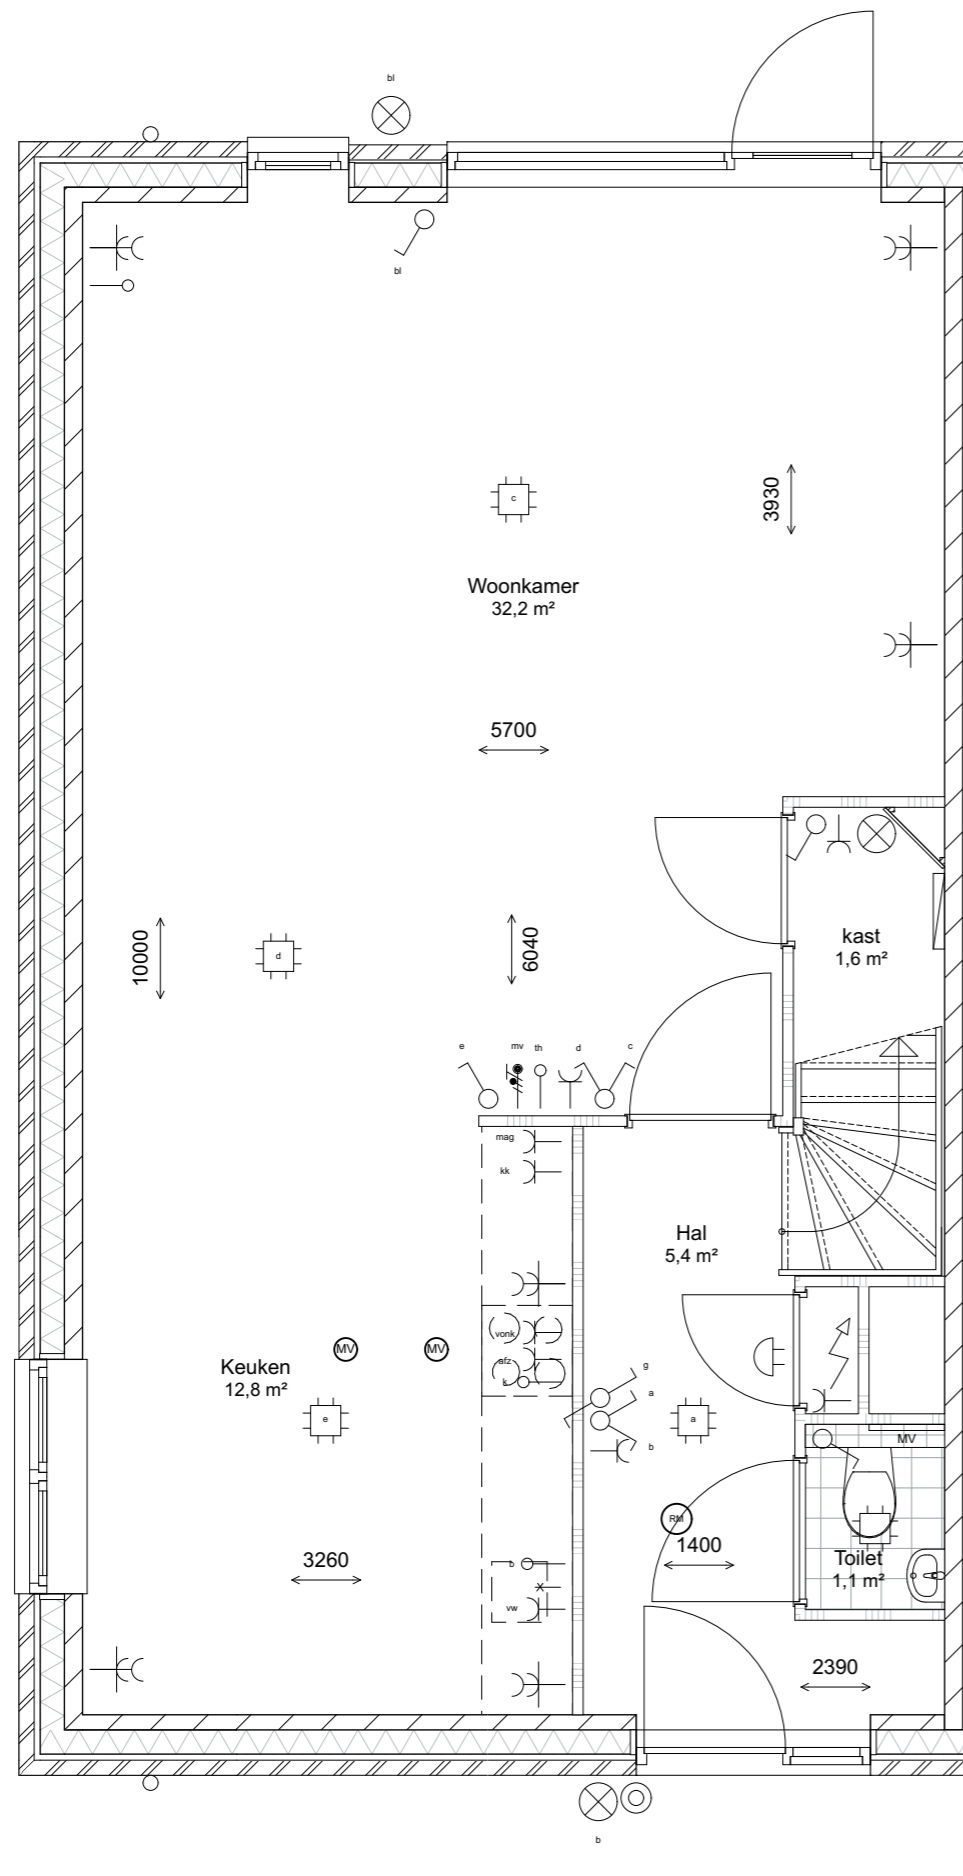 bl
bl
c
3930
Woonkamer
32,2 m²
5700
kast
1,6 m²
10000
d
6040
e
mv
th
d
c
mag
kk
Hal
5,4 m²
vonk
MV
MV
afz
Keuken
12,8 m²
k
g
a
e
a
b
MV
RM
1400
3260
Toilet
1,1 m²
b
vw
2390
b